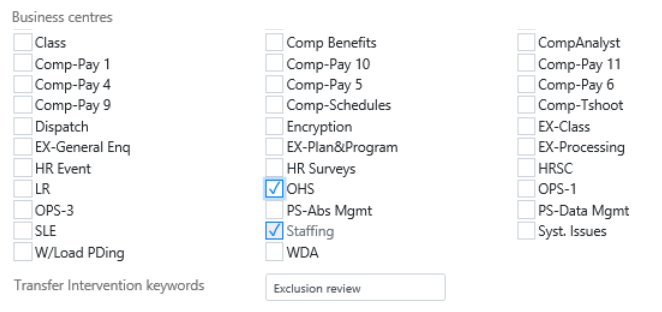 Business centres
Class Comp Benefits CompAnalyst
Comp-Pay 1 Comp-Pay 10 Comp-Pay 11
Comp-Pay 4 Comp-Pay 5 Comp-Pay 6
Comp-Pay 9 Comp-Schedules Comp-Tshoot
Dispatch Encryption EX-Class
EX-General Enq EX-Plan&Program EX-Processing
HR Event HR Surveys HRSC
LR OHS OPS-1
OPS-3 PS-Abs Mgmt PS-Data Mgmt
SLE Staffing Syst. Issues
W/Load PDing WDA
Transfer Intervention keywords Exclusion review